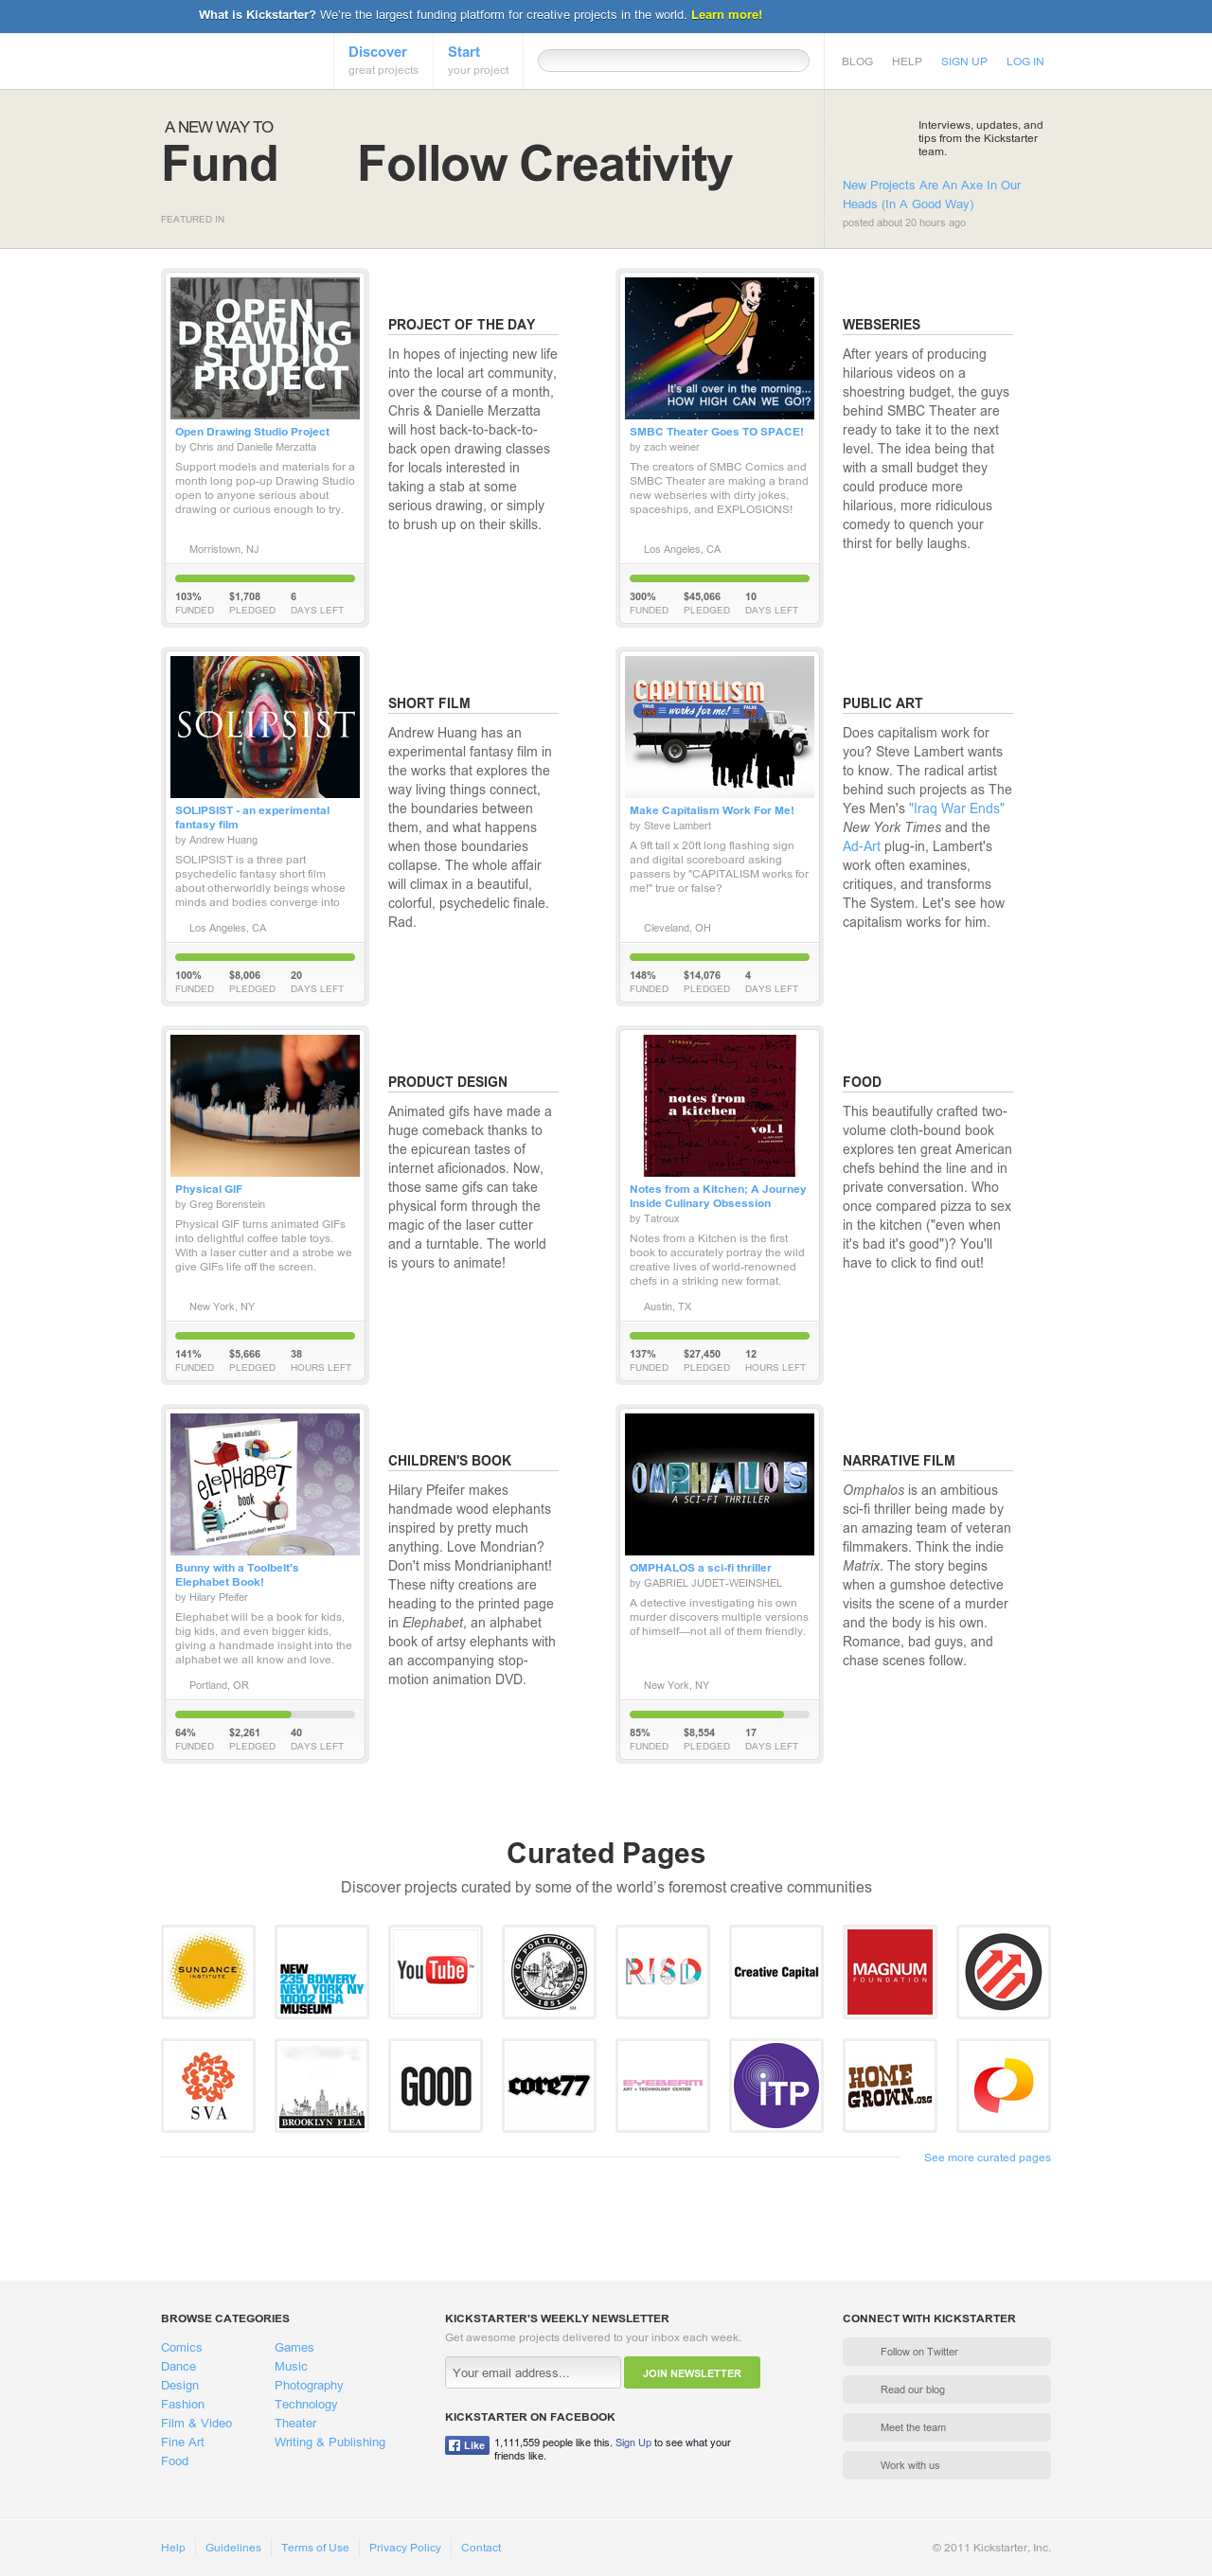 What is Kickstarter? We're the largest funding platform for creative projects in the world. Learn more!
Discover
great projects
Start
your project
BLOG
HELP
SIGN UP
LOG IN
A NEW WAY TO
Fund Follow Creativity
FEATURED IN
Interviews, updates, and
tips from the Kickstarter
team.
New Projects Are An Axe In Our
Heads (In A Good Way)
posted about 20 hours ago
OPEN
DRAWING
STUDIO
PROJECT
Open Drawing Studio Project
by Chris and Danielle Merzatta
Support models and materials for a
month long pop-up Drawing Studio
open to anyone serious about
drawing or curious enough to try.
Morristown, NJ
103% $1,708 6
FUNDED PLEDGED DAYS LEFT
PROJECT OF THE DAY
In hopes of injecting new life
into the local art community,
over the course of a month,
Chris & Danielle Merzatta
will host back-to-back-to-
back open drawing classes
for locals interested in
taking a stab at some
serious drawing, or simply
to brush up on their skills.
It's all over in the morning...
HOW HIGH CAN WE GO!?
SMBC Theater Goes TO SPACE!
by zach weiner
The creators of SMBC Comics and
SMBC Theater are making a brand
new webseries with dirty jokes,
spaceships, and EXPLOSIONS!
Los Angeles, CA
300% $45,066 10
FUNDED PLEDGED DAYS LEFT
WEBSERIES
After years of producing
hilarious videos on a
shoestring budget, the guys
behind SMBC Theater are
ready to take it to the next
level. The idea being that
with a small budget they
could produce more
hilarious, more ridiculous
comedy to quench your
thirst for belly laughs.
SOLIPSIST
SOLIPSIST - an experimental
fantasy film
by Andrew Huang
SOLIPSIST is a three part
psychedelic fantasy short film
about otherworldly beings whose
minds and bodies converge into
Los Angeles, CA
100% $8,006 20
FUNDED PLEDGED DAYS LEFT
SHORT FILM
Andrew Huang has an
experimental fantasy film in
the works that explores the
way living things connect,
the boundaries between
them, and what happens
when those boundaries
collapse. The whole affair
will climax in a beautiful,
colorful, psychedelic finale.
Rad.
CAPITALISM
TRUE works for me! FALSE
Make Capitalism Work For Me!
by Steve Lambert
A 9ft tall x 20ft long flashing sign
and digital scoreboard asking
passers by "CAPITALISM works for
me!" true or false?
Cleveland, OH
148% $14,076 4
FUNDED PLEDGED DAYS LEFT
PUBLIC ART
Does capitalism work for
you? Steve Lambert wants
to know. The radical artist
behind such projects as The
Yes Men's "Iraq War Ends"
New York Times and the
Ad-Art plug-in, Lambert's
work often examines,
critiques, and transforms
The System. Let's see how
capitalism works for him.
Physical GIF
by Greg Borenstein
Physical GIF turns animated GIFs
into delightful coffee table toys.
With a laser cutter and a strobe we
give GIFs life off the screen.
New York, NY
141% $5,666 38
FUNDED PLEDGED HOURS LEFT
PRODUCT DESIGN
Animated gifs have made a
huge comeback thanks to
the epicurean tastes of
internet aficionados. Now,
those same gifs can take
physical form through the
magic of the laser cutter
and a turntable. The world
is yours to animate!
notes from
a kitchen
a journey inside culinary obsession
vol.1
Notes from a Kitchen; A Journey
Inside Culinary Obsession
by Tatroux
Notes from a Kitchen is the first
book to accurately portray the wild
creative lives of world-renowned
chefs in a striking new format.
Austin, TX
137% $27,450 12
FUNDED PLEDGED HOURS LEFT
FOOD
This beautifully crafted two-
volume cloth-bound book
explores ten great American
chefs behind the line and in
private conversation. Who
once compared pizza to sex
in the kitchen ("even when
it's bad it's good")? You'll
have to click to find out!
bunny with a toolbelt's
elePHABET
book
stop action animation included! woo hoo!
Bunny with a Toolbelt's
Elephabet Book!
by Hilary Pfeifer
Elephabet will be a book for kids,
big kids, and even bigger kids,
giving a handmade insight into the
alphabet we all know and love.
Portland, OR
64% $2,261 40
FUNDED PLEDGED DAYS LEFT
CHILDREN'S BOOK
Hilary Pfeifer makes
handmade wood elephants
inspired by pretty much
anything. Love Mondrian?
Don't miss Mondrianiphant!
These nifty creations are
heading to the printed page
in Elephabet, an alphabet
book of artsy elephants with
an accompanying stop-
motion animation DVD.
OMPHALOS
A SCI-FI THRILLER
OMPHALOS a sci-fi thriller
by GABRIEL JUDET-WEINSHEL
A detective investigating his own
murder discovers multiple versions
of himself—not all of them friendly.
New York, NY
85% $8,554 17
FUNDED PLEDGED DAYS LEFT
NARRATIVE FILM
Omphalos is an ambitious
sci-fi thriller being made by
an amazing team of veteran
filmmakers. Think the indie
Matrix. The story begins
when a gumshoe detective
visits the scene of a murder
and the body is his own.
Romance, bad guys, and
chase scenes follow.
Curated Pages
Discover projects curated by some of the world's foremost creative communities
SUNDANCE
INSTITUTE
NEW
235 BOWERY
NEW YORK NY
10002 USA
MUSEUM
YouTube
CITY OF PORTLAND, OREGON
1851
RISD
Creative Capital
MAGNUM
FOUNDATION
SVA
BROOKLYN FLEA
GOOD
core77
EYEBEAM
ART + TECHNOLOGY CENTER
iTP
HOME
GROWN.ORG
See more curated pages
BROWSE CATEGORIES
Comics
Dance
Design
Fashion
Film & Video
Fine Art
Food
Games
Music
Photography
Technology
Theater
Writing & Publishing
KICKSTARTER'S WEEKLY NEWSLETTER
Get awesome projects delivered to your inbox each week.
Your email address...
JOIN NEWSLETTER
KICKSTARTER ON FACEBOOK
Like
1,111,559 people like this. Sign Up to see what your
friends like.
CONNECT WITH KICKSTARTER
Follow on Twitter
Read our blog
Meet the team
Work with us
Help
Guidelines
Terms of Use
Privacy Policy
Contact
© 2011 Kickstarter, Inc.